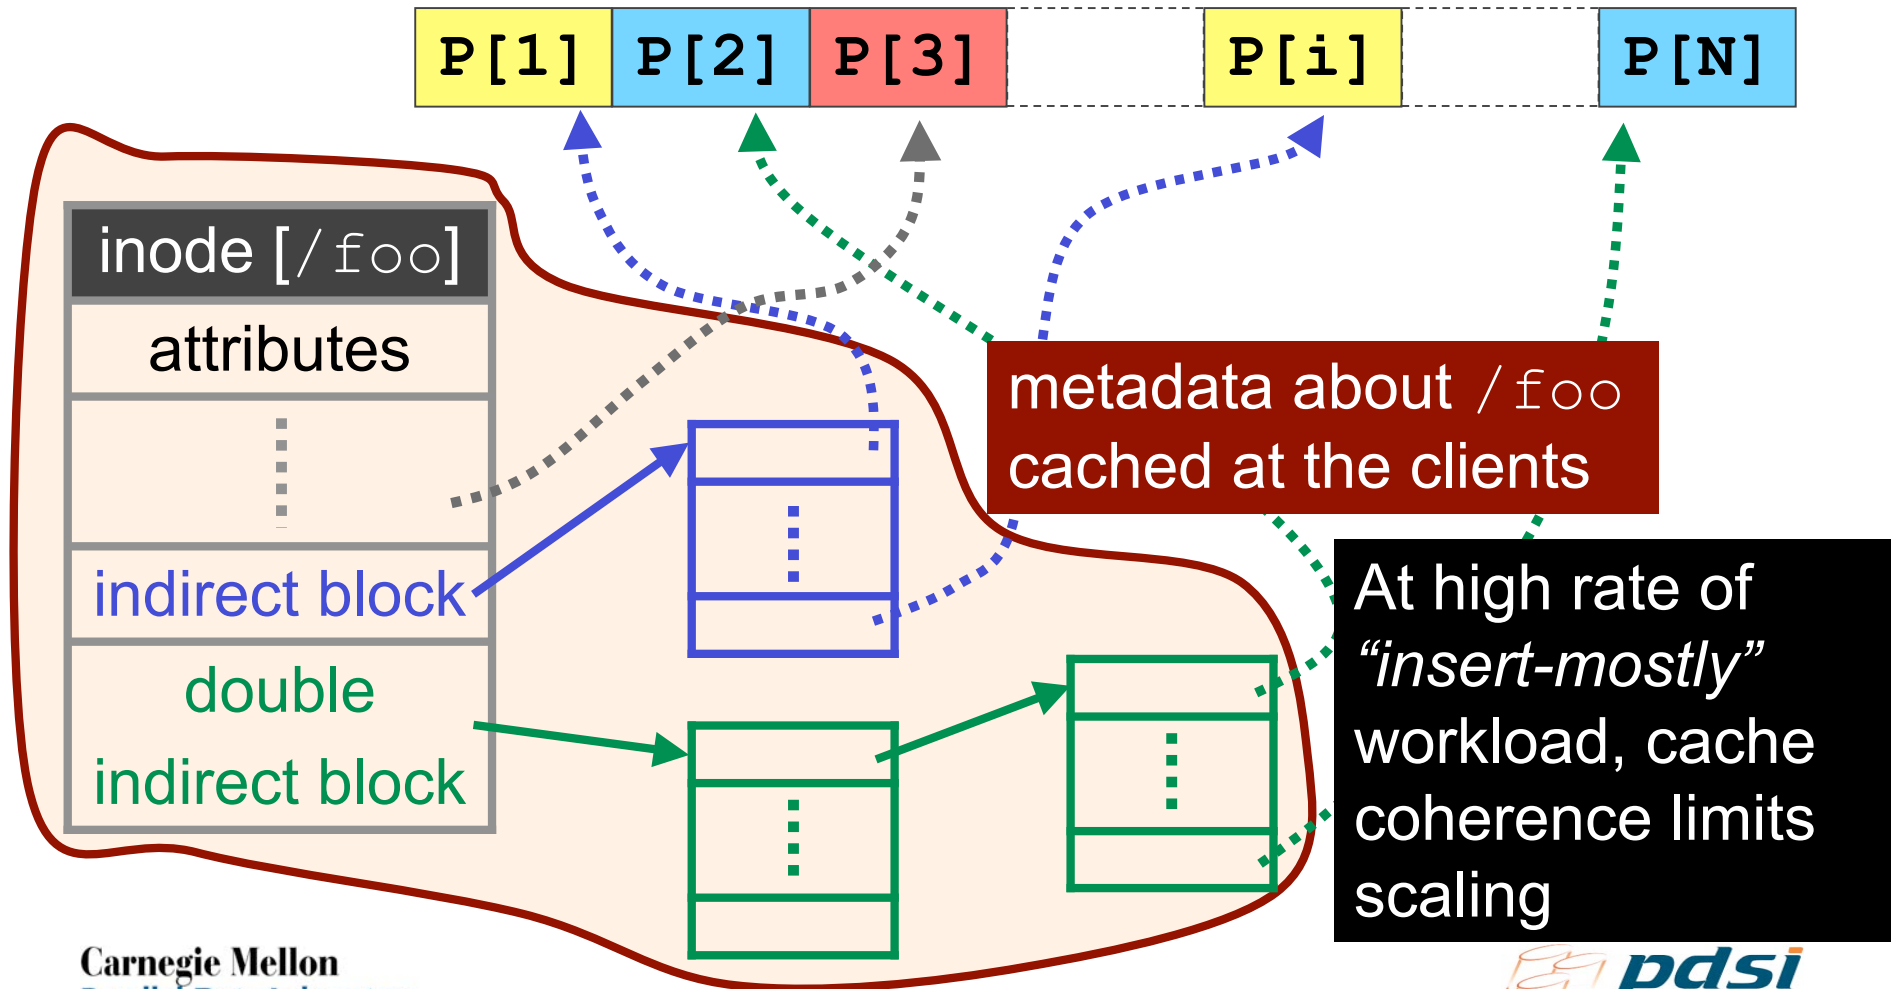 P[1] P[2] P[3] P[i] P[N]
inode [/foo]
attributes
indirect block
double
indirect block
metadata about /foo
cached at the clients
At high rate of
“insert-mostly”
workload, cache
coherence limits
scaling
Carnegie Mellon
pdsi